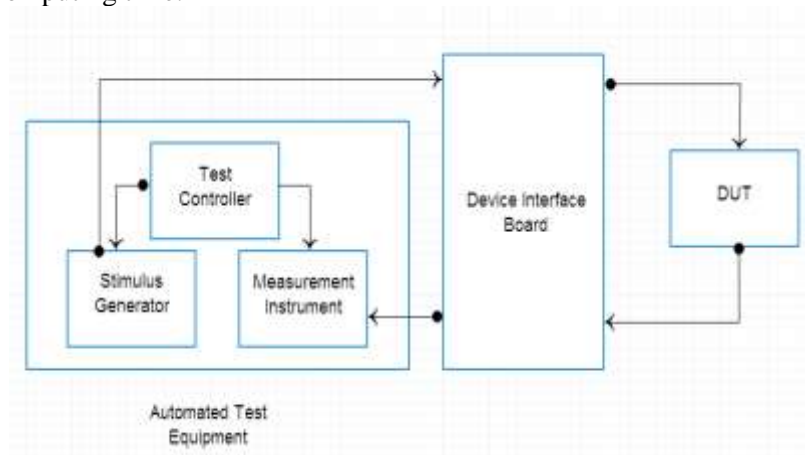 Test
Controller
Stimulus
Generator
Measurement
Instrument
Device Interface
Board
DUT
Automated Test
Equipment